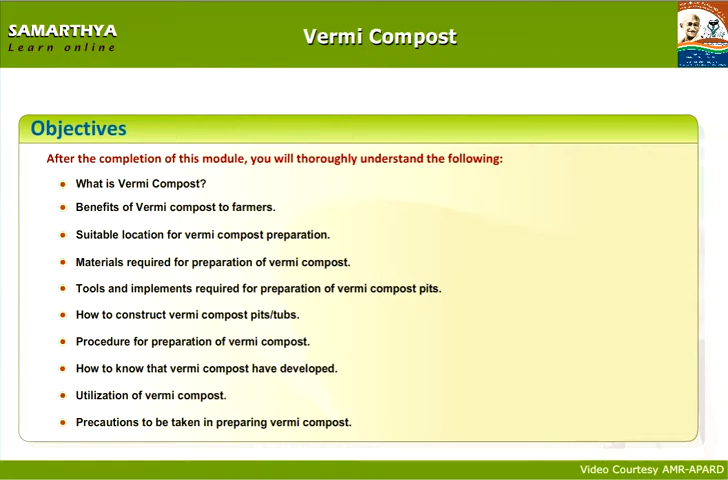 SAMARTHYA
Learn online
Vermi Compost
Objectives
After the completion of this module, you will thoroughly understand the following:
What is Vermi Compost?
Benefits of Vermi compost to farmers.
Suitable location for vermi compost preparation.
Materials required for preparation of vermi compost.
Tools and implements required for preparation of vermi compost pits.
How to construct vermi compost pits/tubs.
Procedure for preparation of vermi compost.
How to know that vermi compost have developed.
Utilization of vermi compost.
Precautions to be taken in preparing vermi compost.
Video Courtesy AMR-APARD